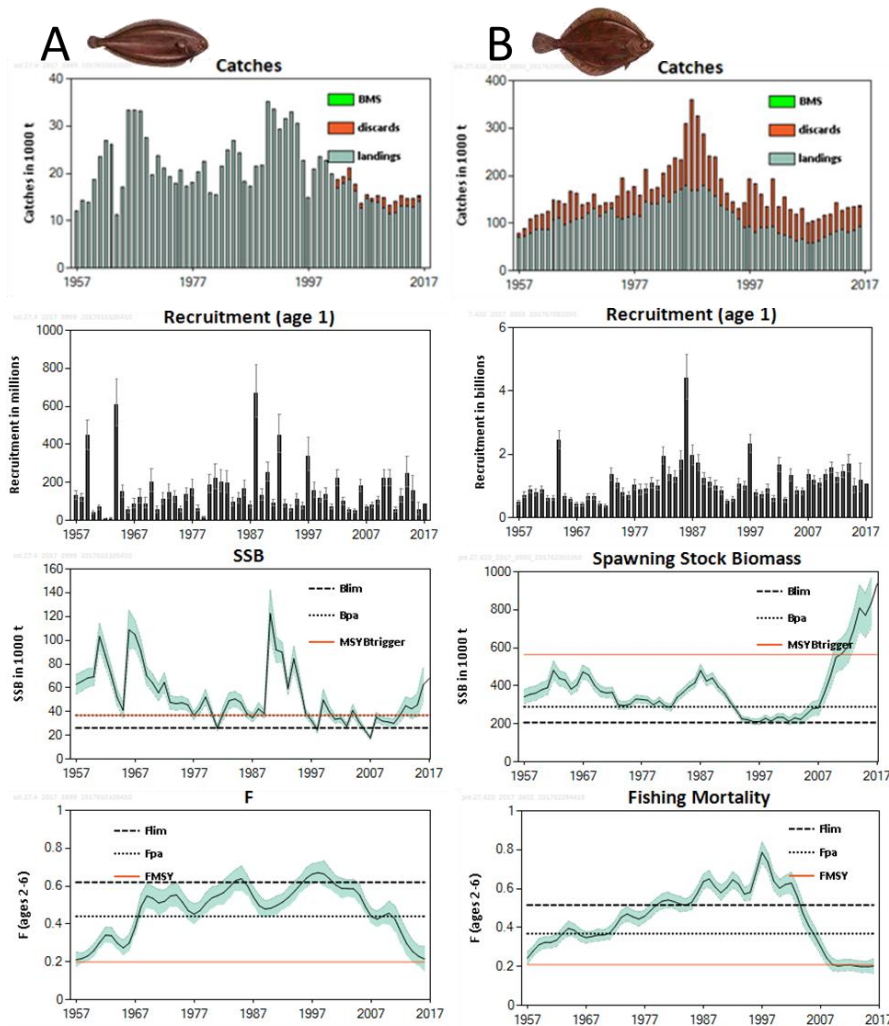 A
B
Catches
Catches
Catches in 1000 t
40
30
20
10
0
BMS
discards
landings
1957
1977
1997
2017
Catches in 1000 t
400
300
200
100
0
BMS
discards
landings
1957
1977
1997
2017
Recruitment (age 1)
Recruitment (age 1)
Recruitment in millions
1000
800
600
400
200
0
1957
1967
1977
1987
1997
2007
2017
Recruitment in billions
6
4
2
0
1957
1967
1977
1987
1997
2007
2017
SSB
Spawning Stock Biomass
SSB in 1000 t
160
140
120
100
80
60
40
20
0
Blim
Bpa
MSYBtrigger
1957
1967
1977
1987
1997
2007
2017
SSB in 1000 t
1000
800
600
400
200
0
Blim
Bpa
MSYBtrigger
1957
1967
1977
1987
1997
2007
2017
F
Fishing Mortality
F (ages 2-6)
1
0.8
0.6
0.4
0.2
0
Flim
Fpa
FMSY
1957
1967
1977
1987
1997
2007
2017
F (ages 2-6)
1
0.8
0.6
0.4
0.2
0
Flim
Fpa
FMSY
1957
1967
1977
1987
1997
2007
2017